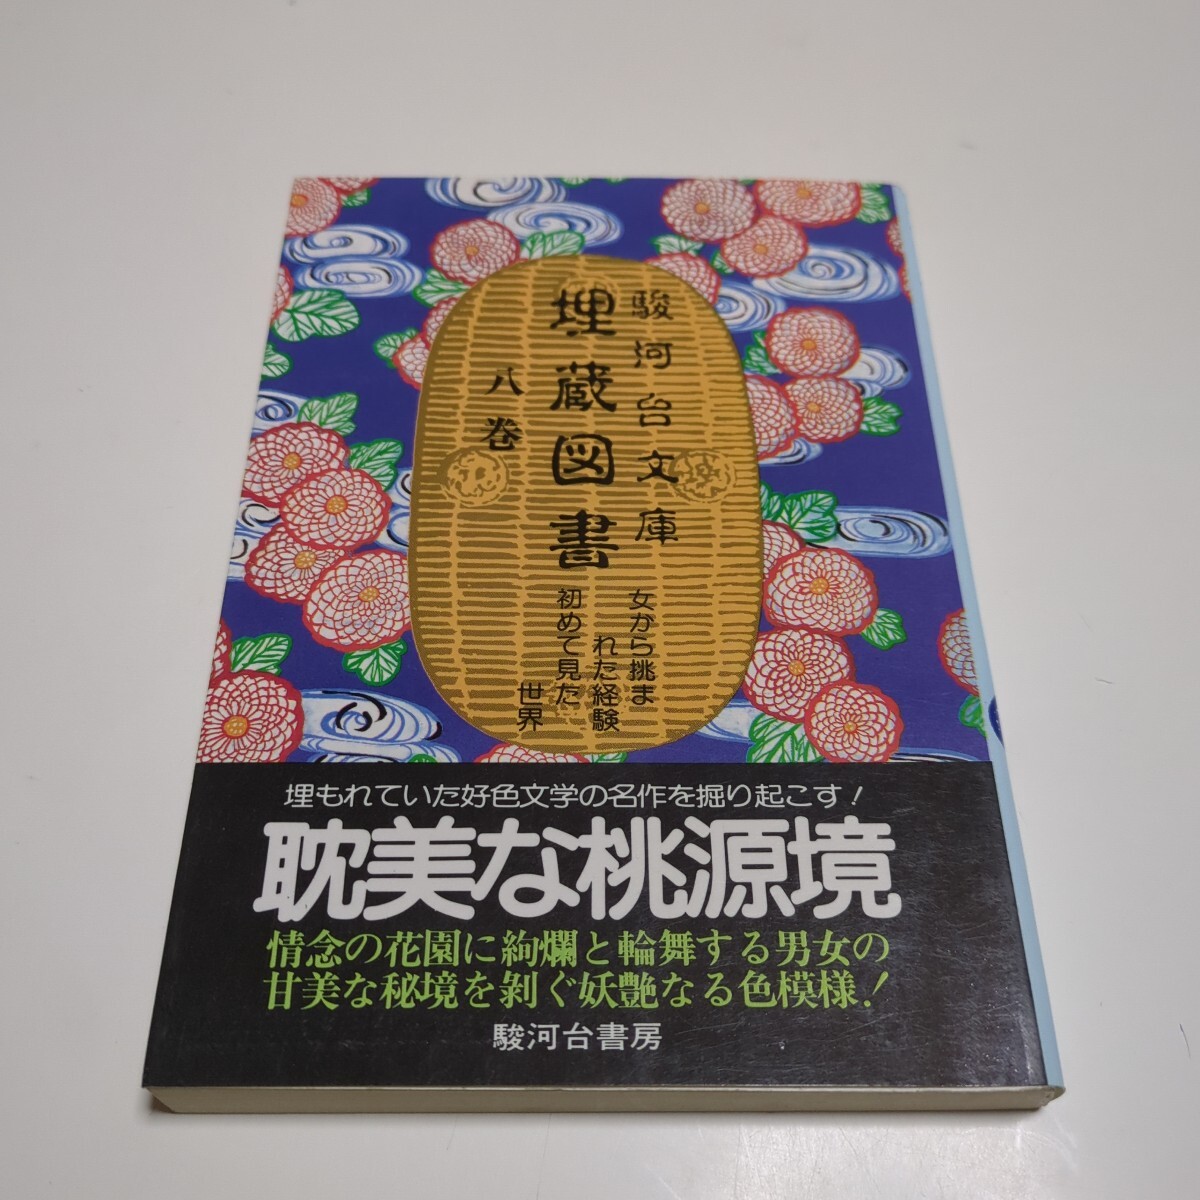 駿河台文庫
埋蔵図書
八巻
女から挑ま
れた経験
初めて見た
世界
埋もれていた好色文学の名作を掘り起こす!
耽美な桃源境
情念の花園に絢爛と輪舞する男女の
甘美な秘境を剝ぐ妖艶なる色模様!
駿河台書房